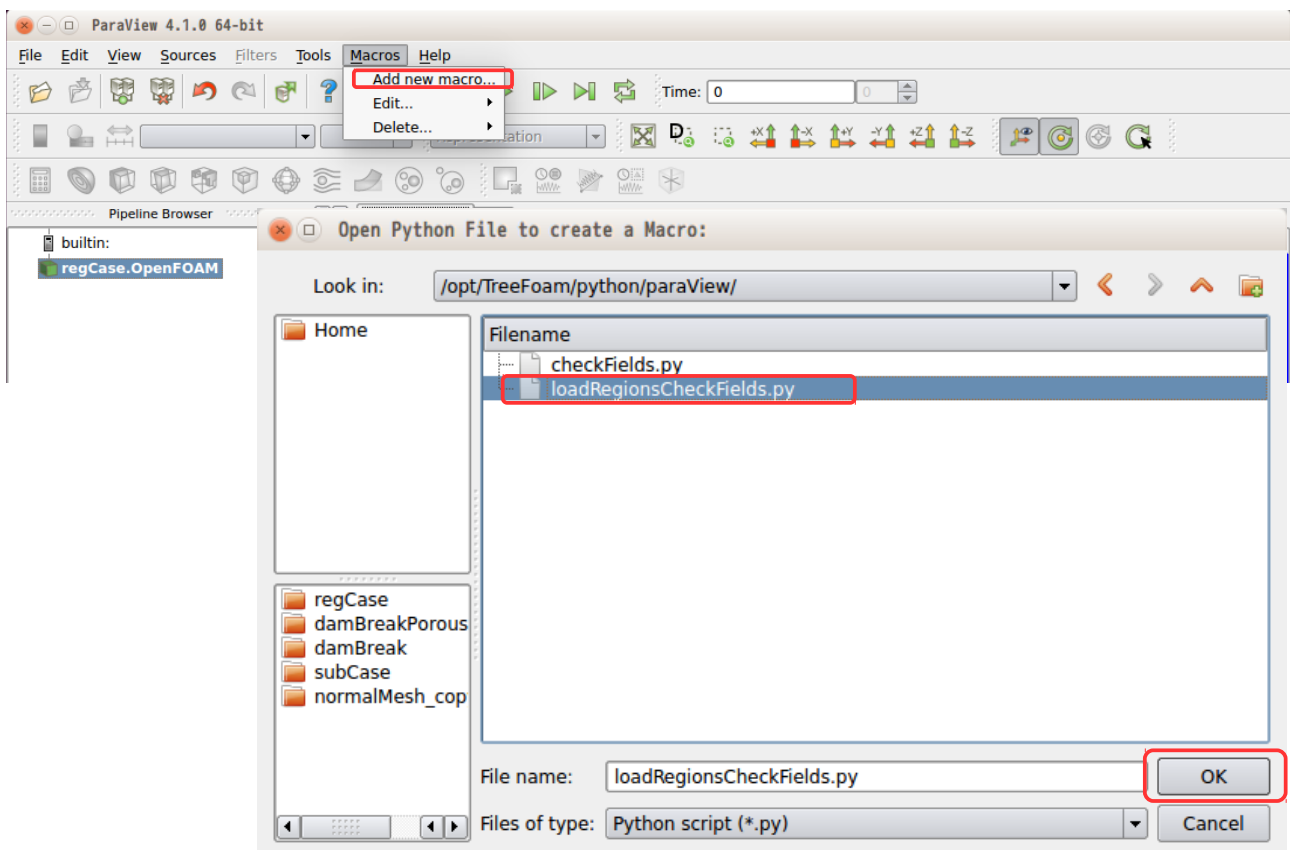 ParaView 4.1.0 64-bit
File Edit View Sources Filters Tools Macros Help
Add new macro...
Edit...
Delete...
? Time: 0 0
D +X -X +Y -Y +Z -Z
Pipeline Browser
builtin:
regCase.OpenFOAM
Open Python File to create a Macro:
Look in: /opt/TreeFoam/python/paraView/
Home
Filename
checkFields.py
loadRegionsCheckFields.py
regCase
damBreakPorous
damBreak
subCase
normalMesh_cop
File name: loadRegionsCheckFields.py OK
Files of type: Python script (*.py) Cancel